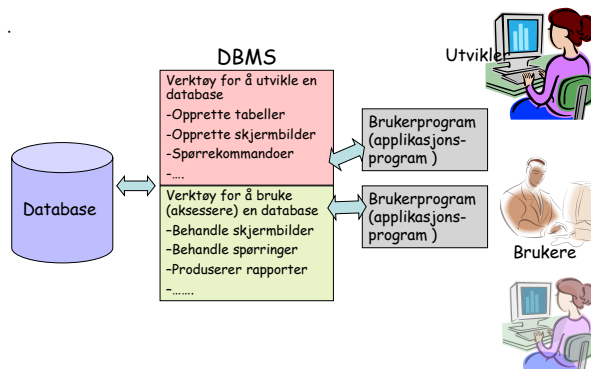 .
DBMS
Utvikler
Verktøy for å utvikle en
database
-Opprette tabeller
-Opprette skjermbilder
-Spørrekommandoer
-….
Brukerprogram
(applikasjons-
program )
Database
Verktøy for å bruke
(aksessere) en database
-Behandle skjermbilder
-Behandle spørringer
-Produserer rapporter
-…….
Brukerprogram
(applikasjons-
program )
Brukere